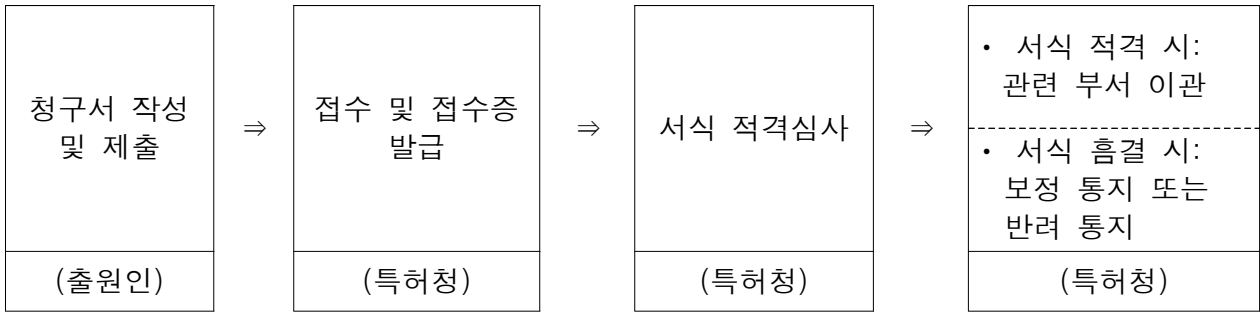 청구서 작성
및 제출
(출원인)
⇒
접수 및 접수증
발급
(특허청)
⇒
서식 적격심사
(특허청)
⇒
• 서식 적격 시:
관련 부서 이관
• 서식 흠결 시:
보정 통지 또는
반려 통지
(특허청)